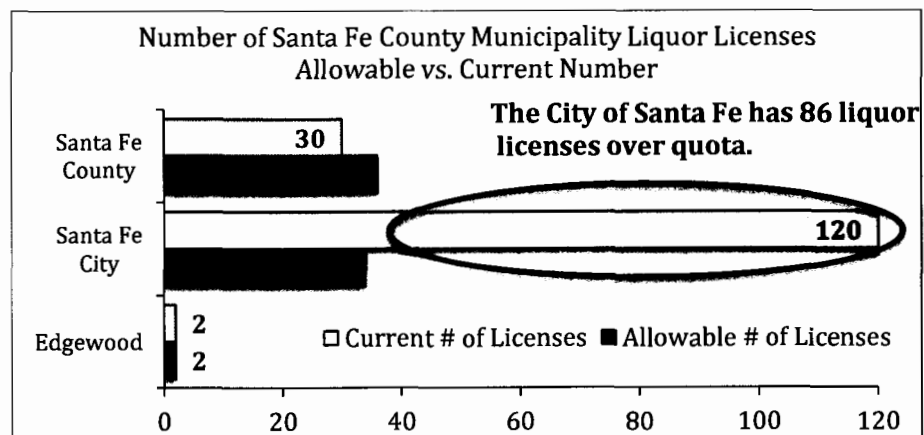 Number of Santa Fe County Municipality Liquor Licenses
Allowable vs. Current Number
The City of Santa Fe has 86 liquor
licenses over quota.
Santa Fe
County
30
Santa Fe
City
120
Edgewood
2
2
Current # of Licenses Allowable # of Licenses
0 20 40 60 80 100 120